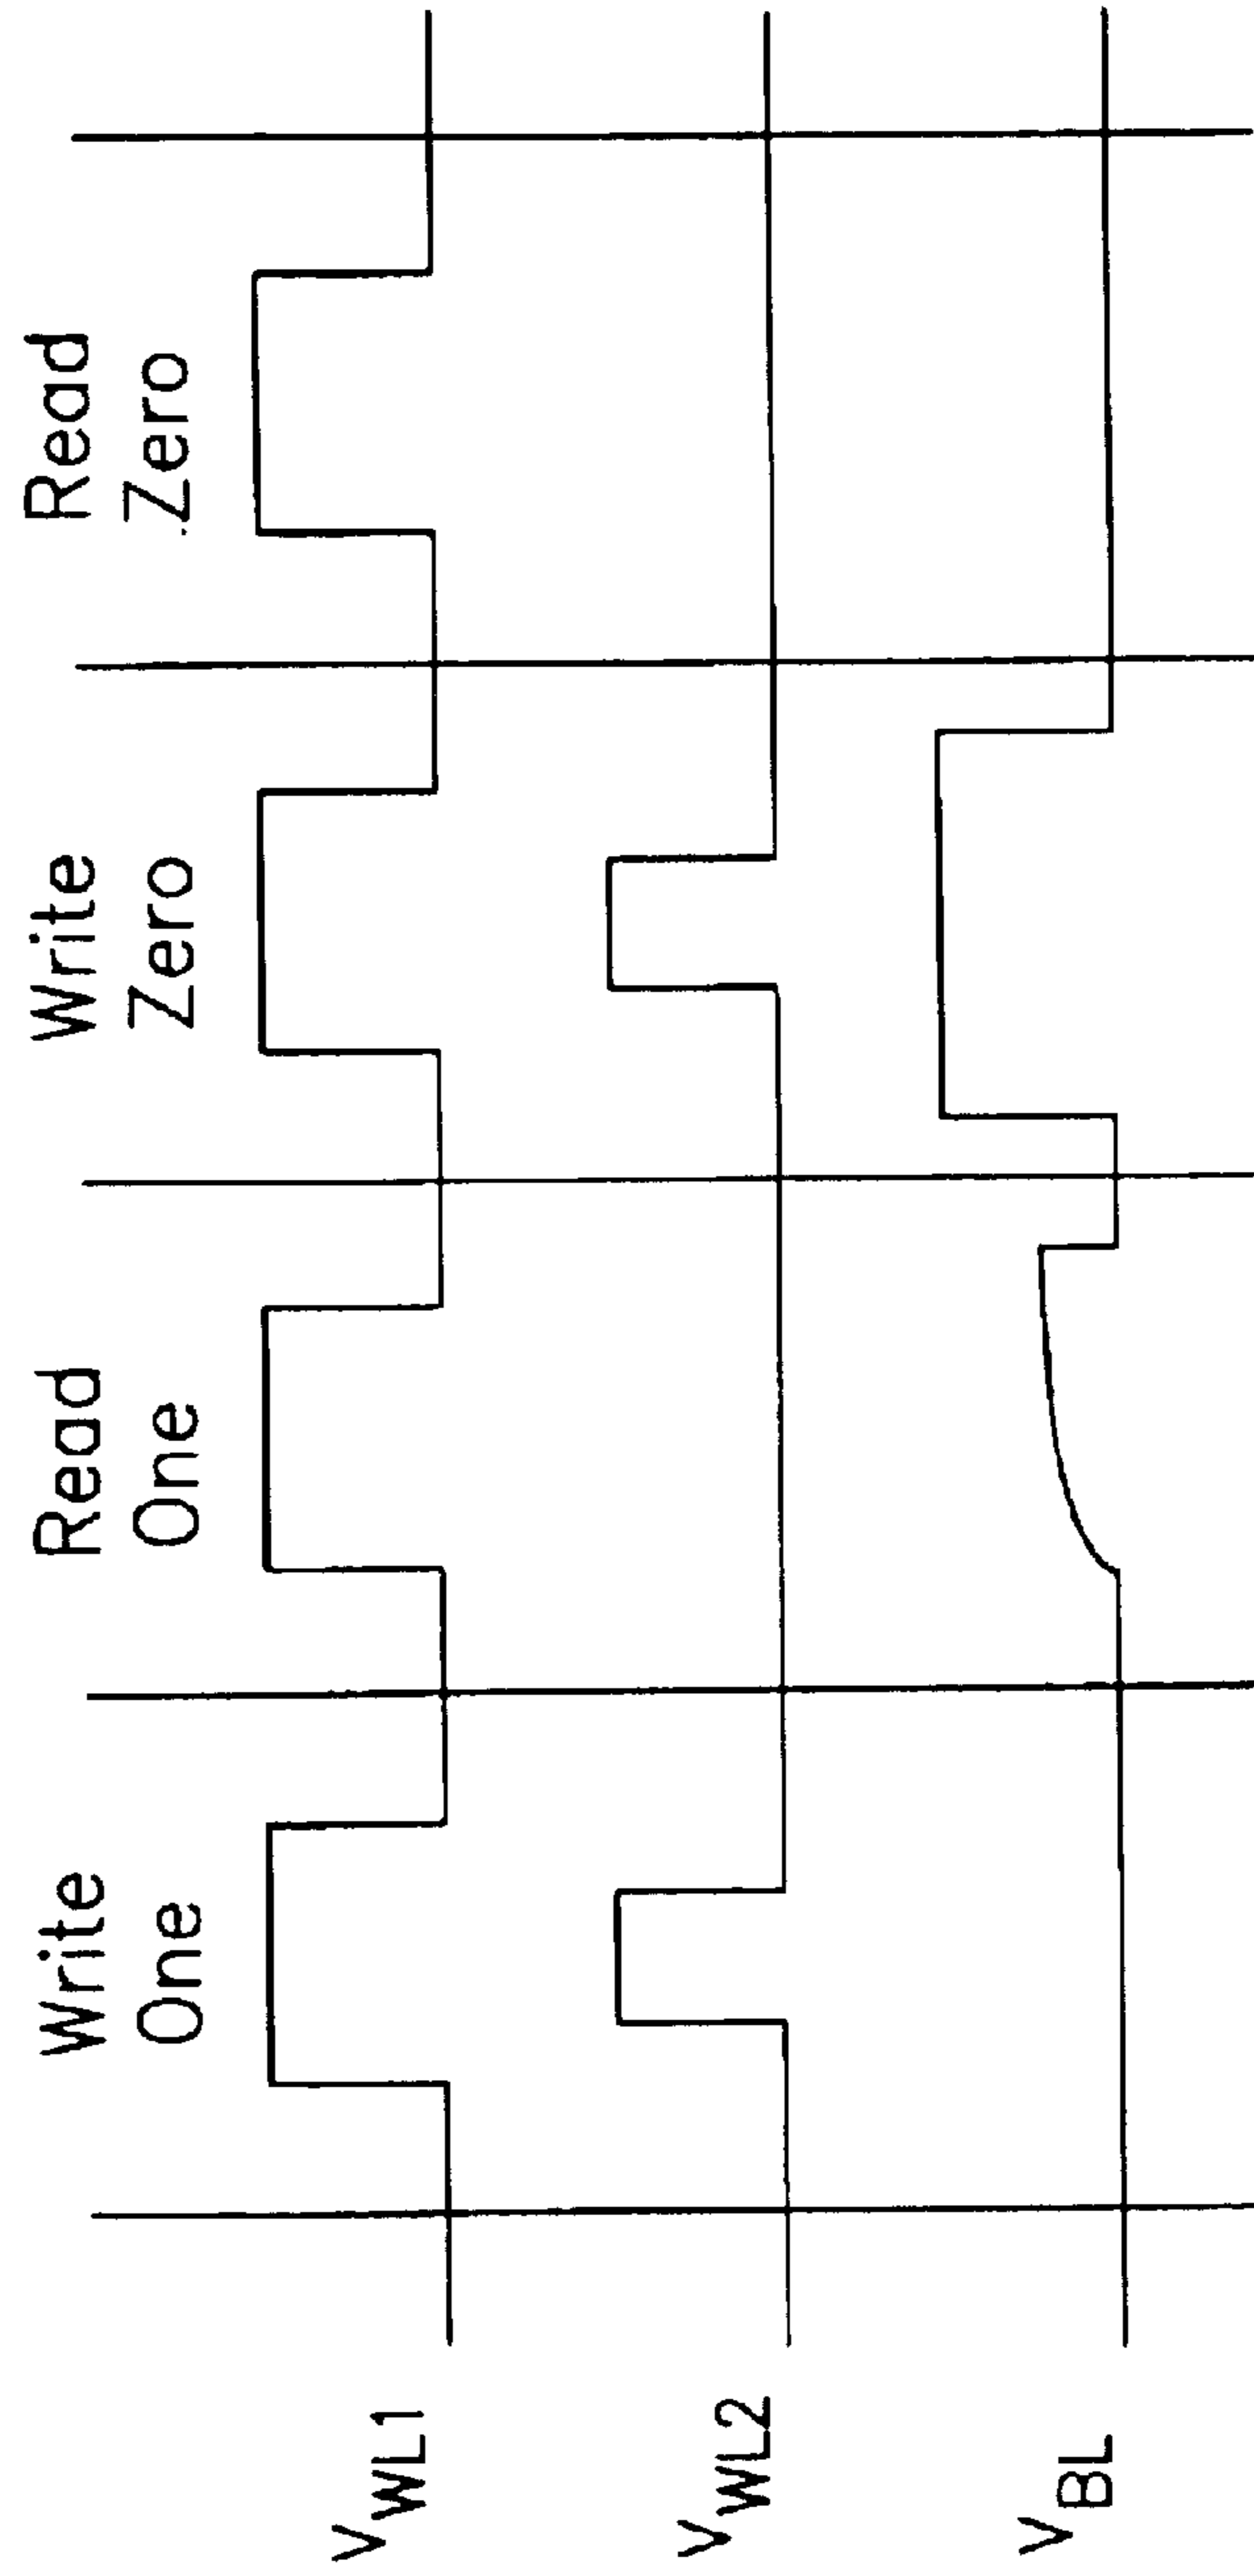 Write
One
Read
One
Write
Zero
Read
Zero
VWL1
VWL2
VBL